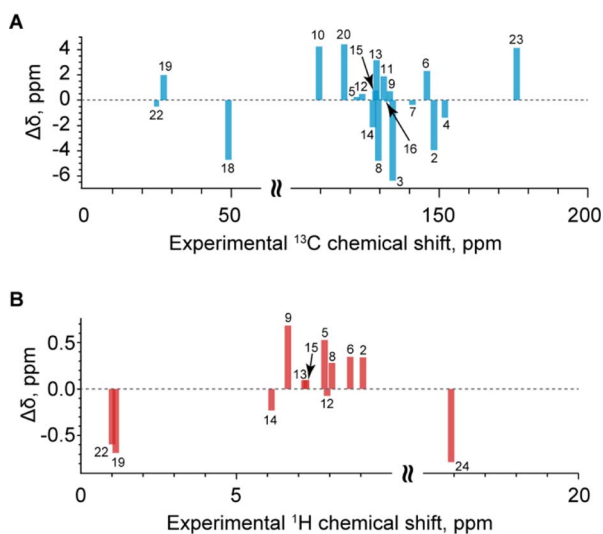 A
4
2
0
-2
-4
-6
Δδ, ppm
10 20 23
19 15 13
11 6
5 12 9
22 14 16 7 4
18 8 2
3
0 50 150 200
Experimental ¹³C chemical shift, ppm
B
0.5
0.0
-0.5
Δδ, ppm
9
15 5
8 6 2
13
12
14
22 19 24
0 5 20
Experimental ¹H chemical shift, ppm